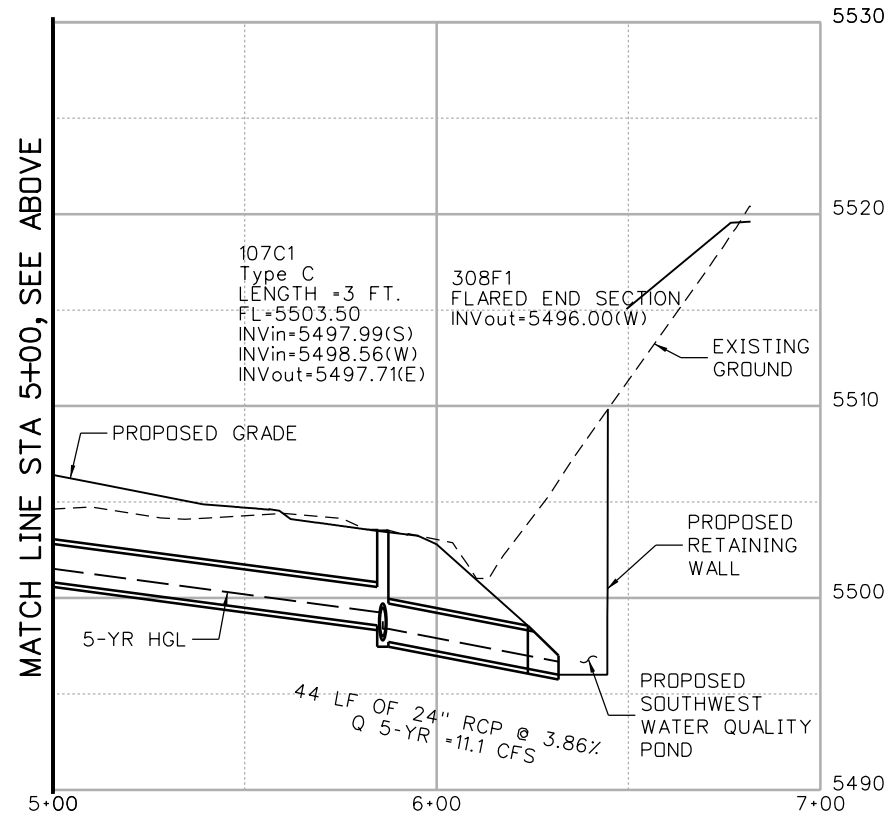 5530
5520
5510
5500
5490
MATCH LINE STA 5+00, SEE ABOVE
107C1
Type C
LENGTH =3 FT.
FL=5503.50
INVin=5497.99(S)
INVin=5498.56(W)
INVout=5497.71(E)
308F1
FLARED END SECTION
INVout=5496.00(W)
EXISTING
GROUND
PROPOSED GRADE
PROPOSED
RETAINING
WALL
5-YR HGL
44 LF OF 24" RCP @ 3.86%
Q 5-YR =11.1 CFS
PROPOSED
SOUTHWEST
WATER QUALITY
POND
5+00
6+00
7+00